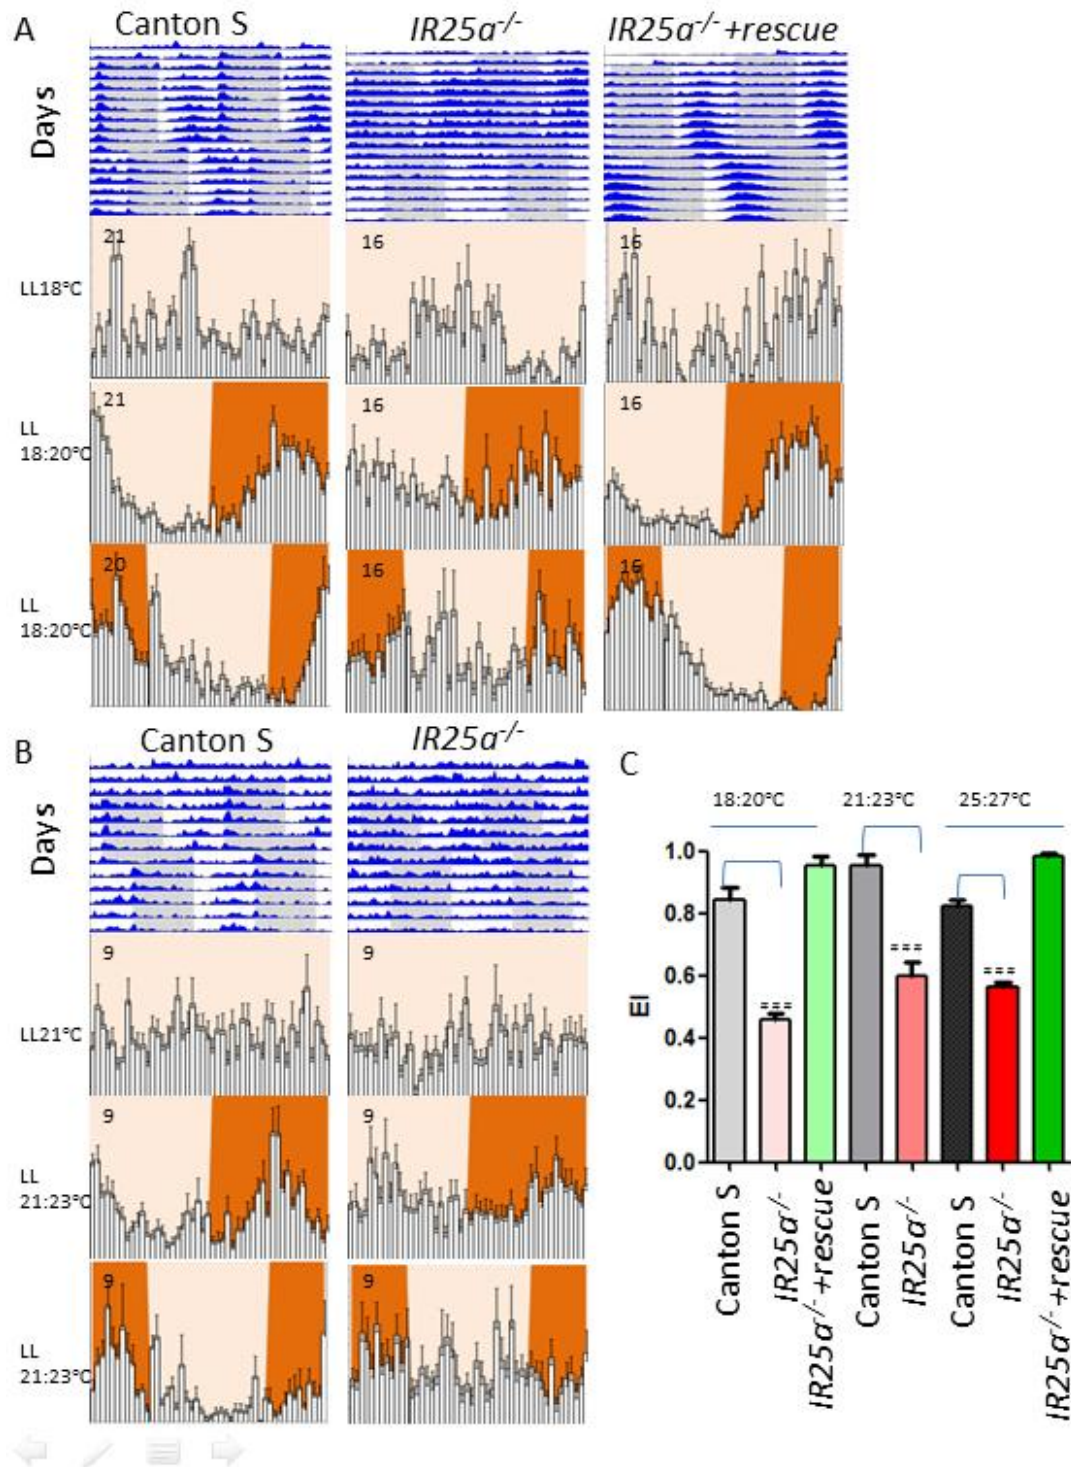 A
Canton S
IR25a-/-
IR25a-/- +rescue
Days
21
16
16
LL18°C
21
16
16
LL
18:20°C
20
16
16
LL
18:20°C
B
Canton S
IR25a-/-
Days
9
9
LL21°C
9
9
LL
21:23°C
9
9
LL
21:23°C
C
18:20°C
21:23°C
25:27°C
1.0
0.8
0.6
0.4
0.2
0.0
EI
===
===
===
Canton S
IR25a-/-
IR25a-/- +rescue
Canton S
IR25a-/-
Canton S
IR25a-/-
IR25a-/- +rescue